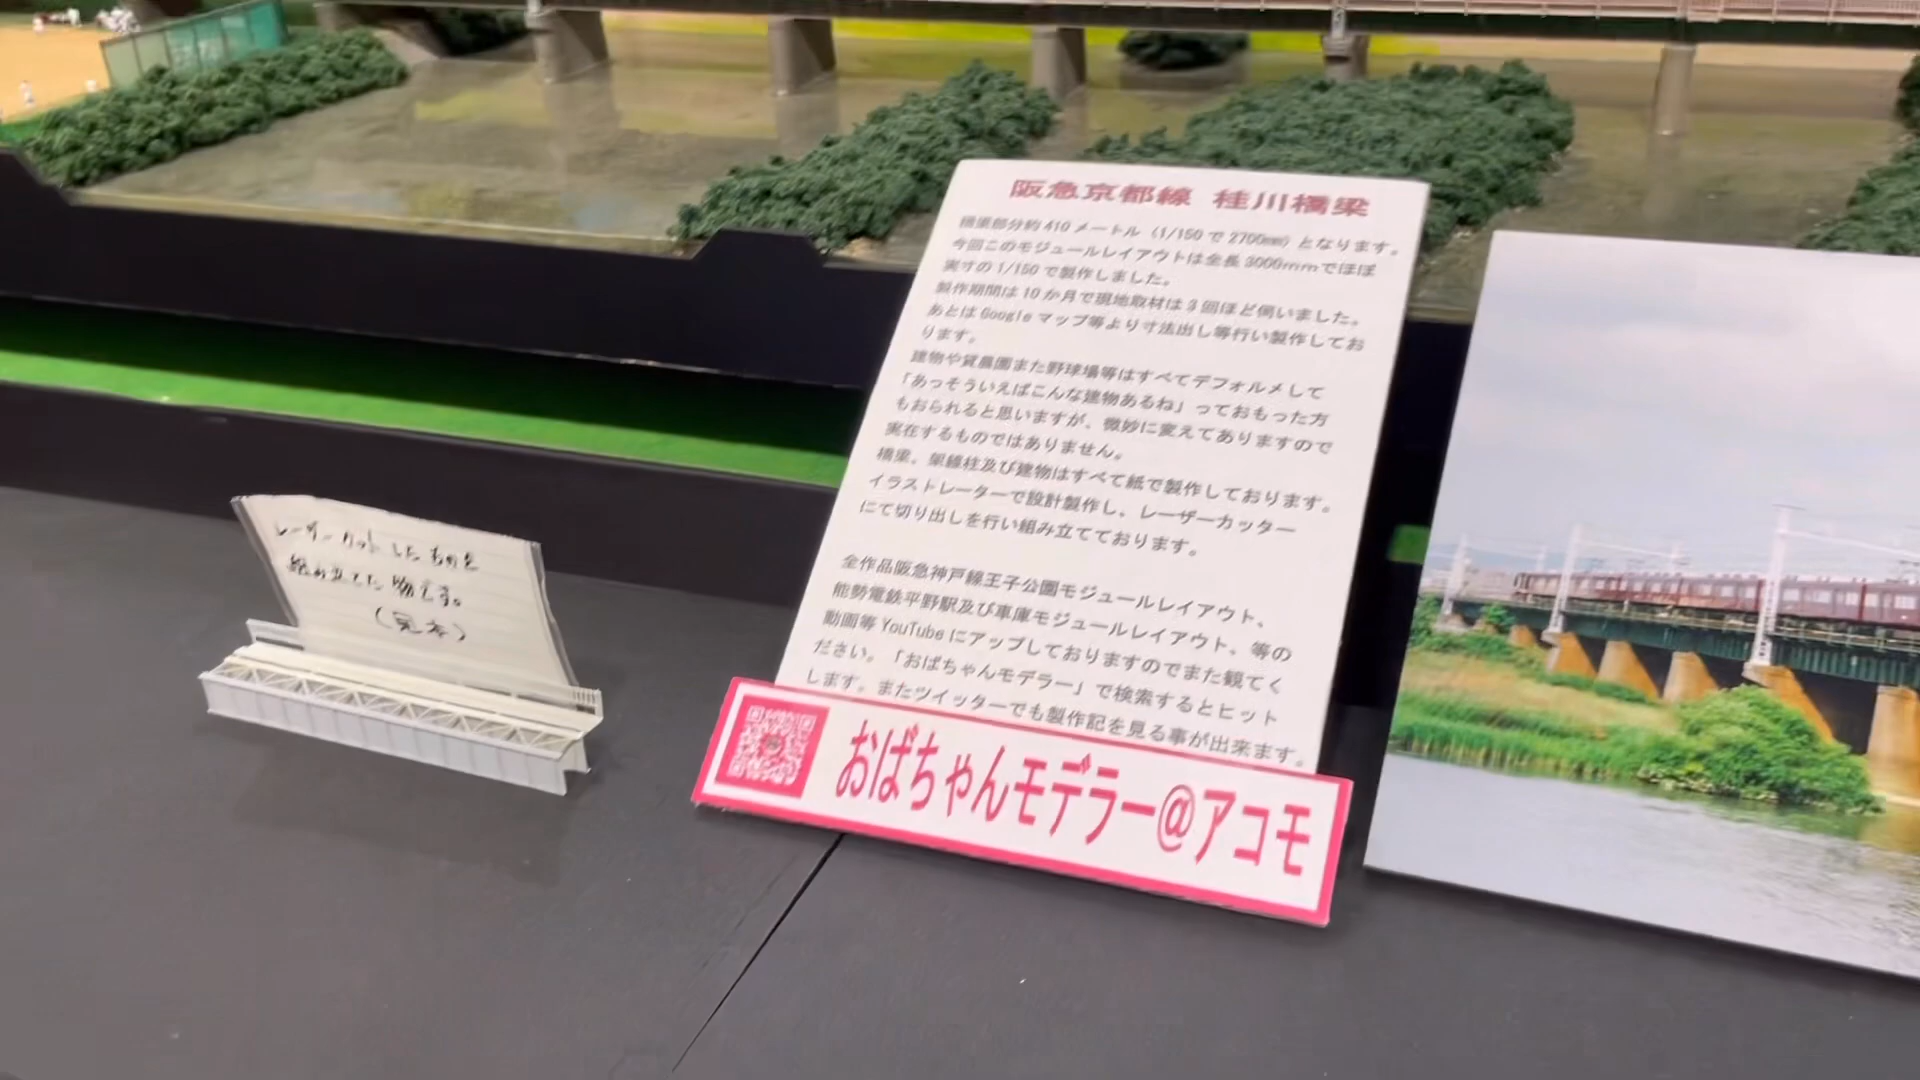 レーザーカットしたものを
組み立てた物です。
(見本)
阪急京都線 桂川橋梁
橋梁部分約410メートル（1/150で2700mm）となります。
今回このモジュールレイアウトは全長3000mmでほぼ
実寸の1/150で製作しました。
製作期間は10か月で現地取材は3回ほど伺いました。
あとはGoogleマップ等より寸法出し等行い製作してお
ります。
建物や貸農園また野球場等はすべてデフォルメして
「あっそういえばこんな建物あるね」っておもった方
もおられると思いますが、微妙に変えてありますので
実在するものではありません。
橋梁、架線柱及び建物はすべて紙で製作しております。
イラストレーターで設計製作し、レーザーカッター
にて切り出しを行い組み立てております。
全作品阪急神戸線王子公園モジュールレイアウト、
能勢電鉄平野駅及び車庫モジュールレイアウト、等の
動画等YouTubeにアップしておりますのでまた観てく
ださい。「おばちゃんモデラー」で検索するとヒット
します。またツイッターでも製作記を見る事が出来ます。
おばちゃんモデラー@アコモ